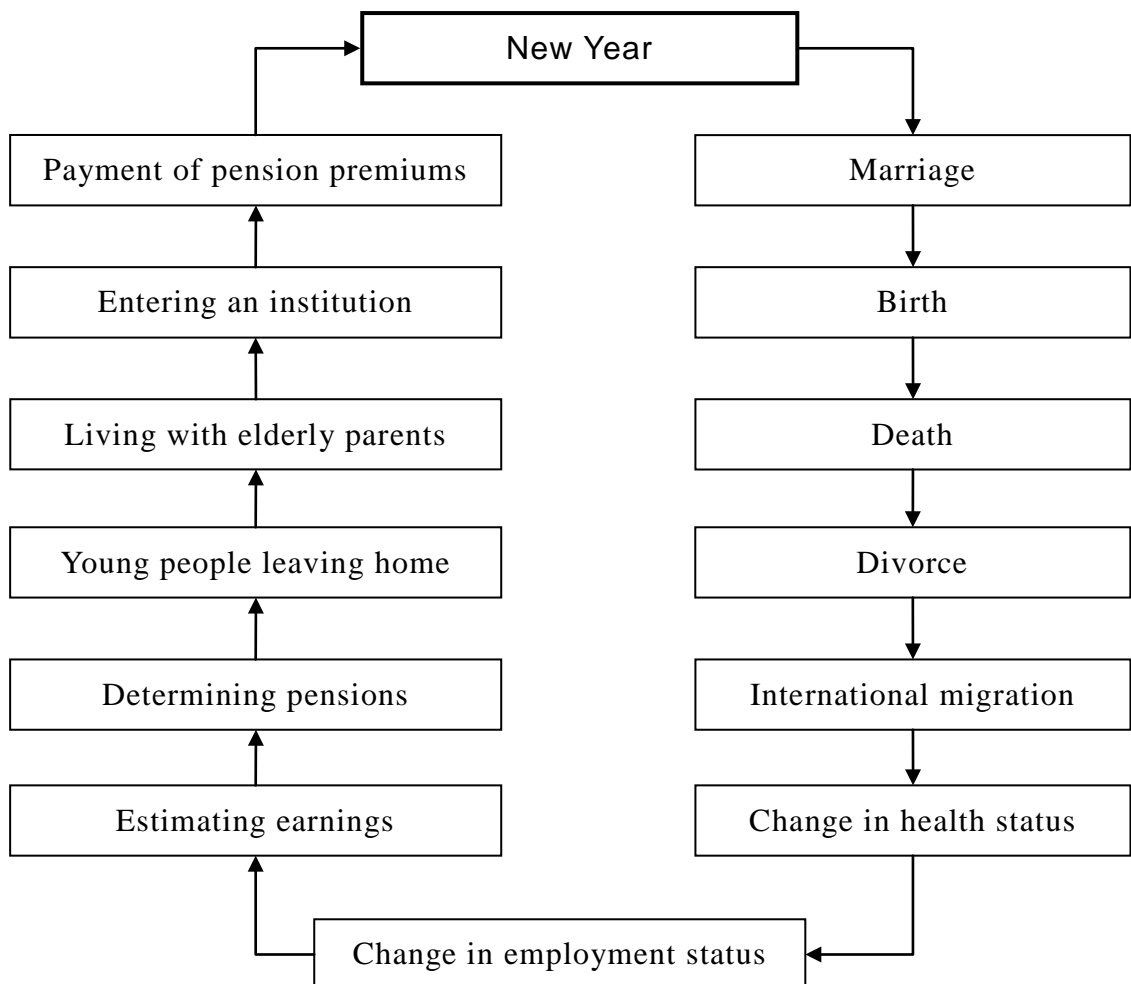 New Year
Payment of pension premiums
Marriage
Entering an institution
Birth
Living with elderly parents
Death
Young people leaving home
Divorce
Determining pensions
International migration
Estimating earnings
Change in health status
Change in employment status